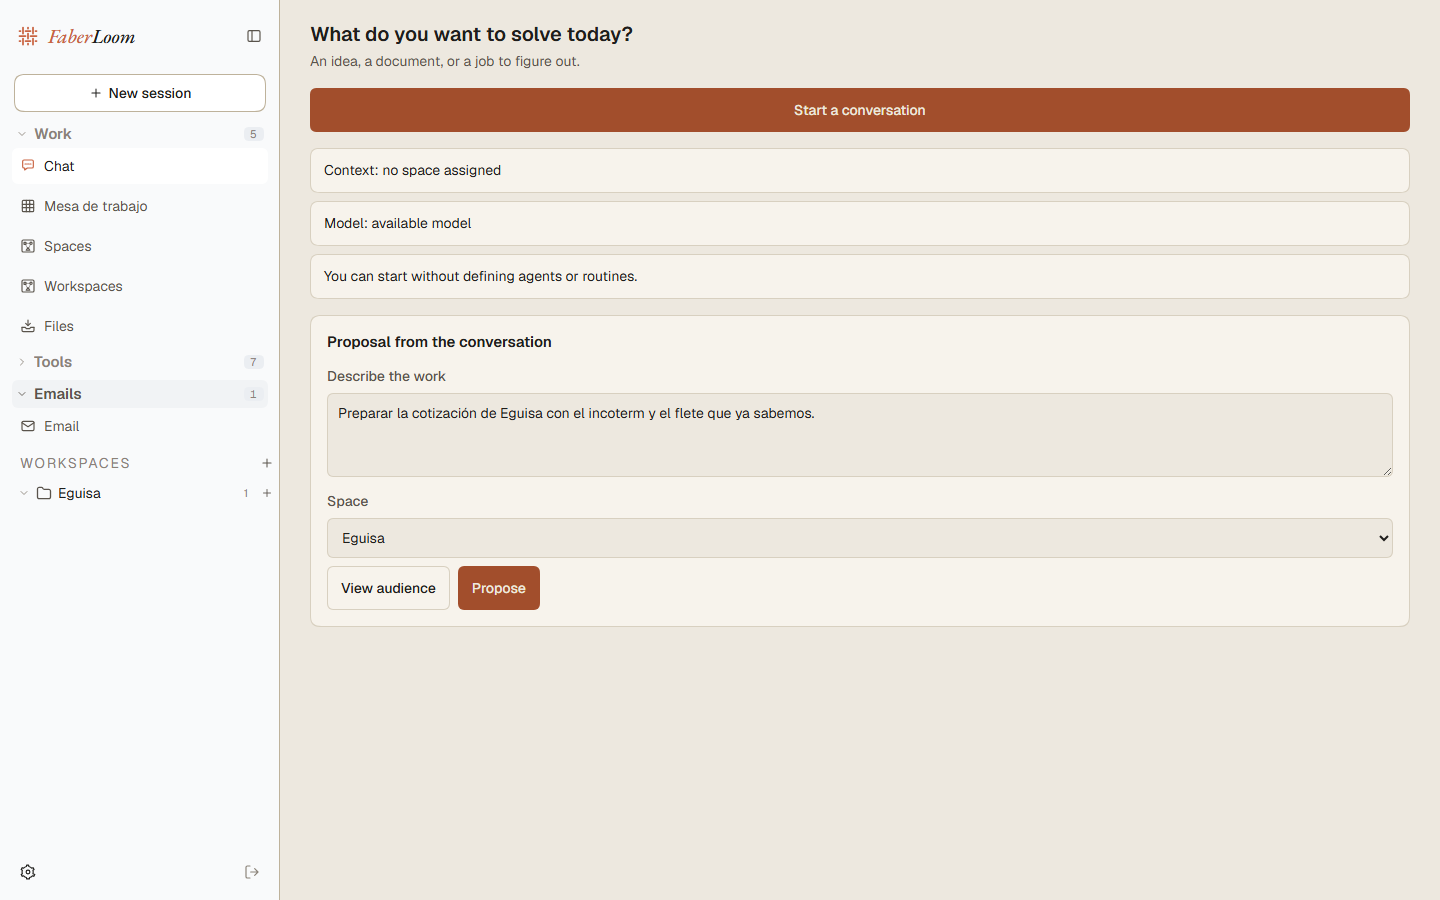 FaberLoom
+ New session
Work 5
Chat
Mesa de trabajo
Spaces
Workspaces
Files
Tools 7
Emails 1
Email
WORKSPACES +
Eguisa 1 +
What do you want to solve today?
An idea, a document, or a job to figure out.
Start a conversation
Context: no space assigned
Model: available model
You can start without defining agents or routines.
Proposal from the conversation
Describe the work
Preparar la cotización de Eguisa con el incoterm y el flete que ya sabemos.
Space
Eguisa
View audience
Propose